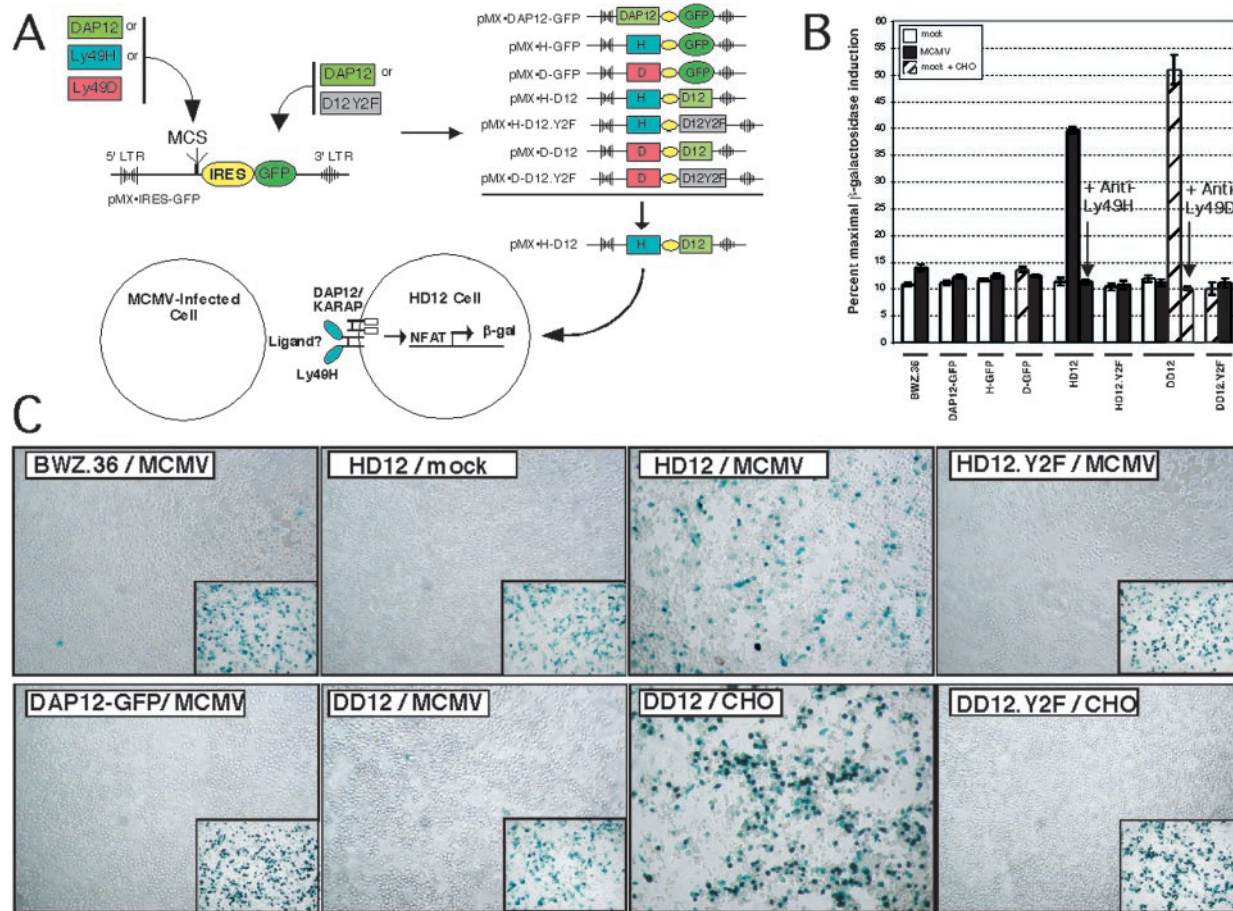 A
DAP12 or
Ly49H or
Ly49D
DAP12 or
D12Y2F
MCS
5' LTR
3' LTR
IRES
GFP
pMX•IRES-GFP
pMX•DAP12-GFP
DAP12
GFP
pMX•H-GFP
H
GFP
pMX•D-GFP
D
GFP
pMX•H-D12
H
D12
pMX•H-D12.Y2F
H
D12Y2F
pMX•D-D12
D
D12
pMX•D-D12.Y2F
D
D12Y2F
pMX•H-D12
H
D12
MCMV-Infected
Cell
DAP12/
KARAP
HD12 Cell
Ligand?
NFAT
β-gal
Ly49H
B
Percent maximal β-galactosidase induction
60
55
50
45
40
35
30
25
20
15
10
5
0
mock
MCMV
mock + CHO
+ Anti-
Ly49H
+ Anti-
Ly49D
BWZ.36
DAP12-GFP
H-GFP
D-GFP
HD12
HD12.Y2F
DD12
DD12.Y2F
C
BWZ.36 / MCMV
HD12 / mock
HD12 / MCMV
HD12.Y2F / MCMV
DAP12-GFP/ MCMV
DD12 / MCMV
DD12 / CHO
DD12.Y2F / CHO